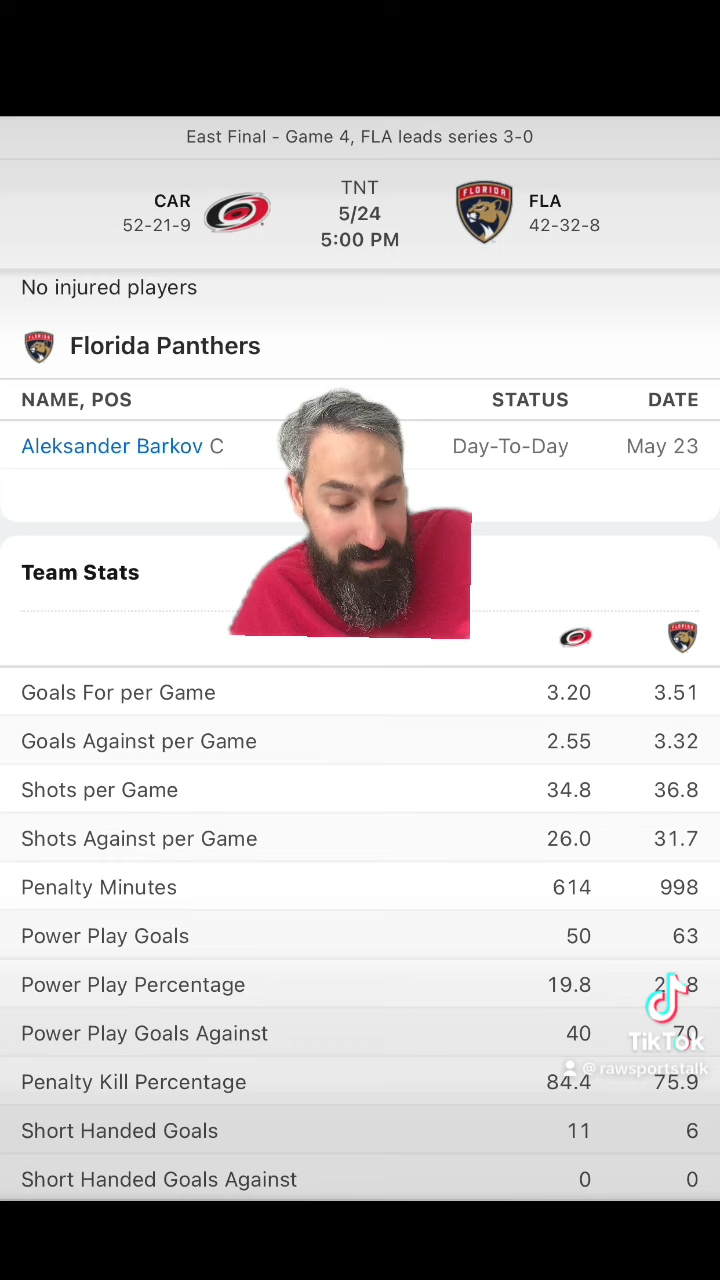 East Final - Game 4, FLA leads series 3-0
TNT
CAR FLA
52-21-9 5/24 42-32-8
5:00 PM
No injured players
FLORIDA
Florida Panthers
NAME, POS STATUS DATE
Aleksander Barkov C Day-To-Day May 23
Team Stats
Goals For per Game 3.20 3.51
Goals Against per Game 2.55 3.32
Shots per Game 34.8 36.8
Shots Against per Game 26.0 31.7
Penalty Minutes 614 998
Power Play Goals 50 63
Power Play Percentage 19.8
Power Play Goals Against 40 70
TikTok
@rawsportstalk
Penalty Kill Percentage 84.4 75.9
Short Handed Goals 11 6
Short Handed Goals Against 0 0